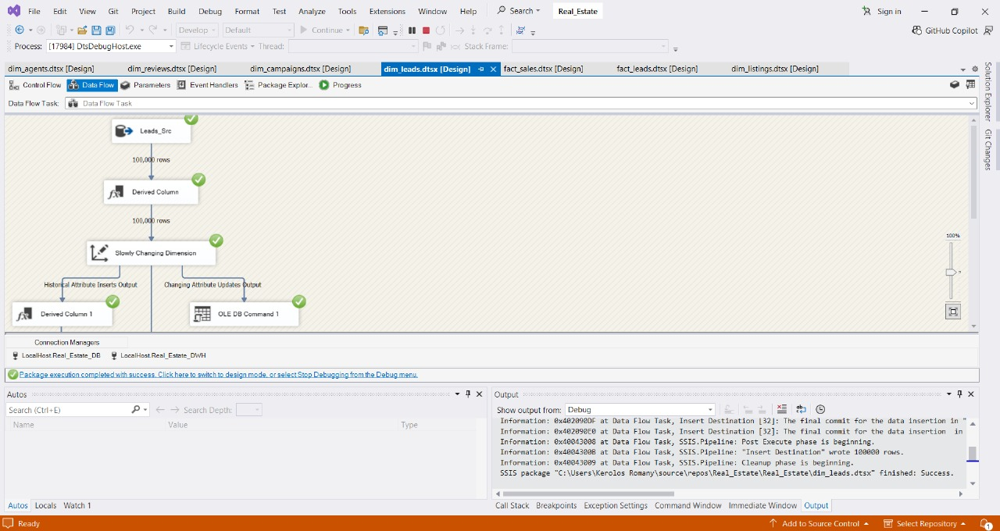 File Edit View Git Project Build Debug Format Test Analyze Tools Extensions Window Help Search Real_Estate Sign in
Develop Default Continue GitHub Copilot
Process: [17984] DtsDebugHost.exe Lifecycle Events Thread: Stack Frame:
dim_agents.dtsx [Design] dim_reviews.dtsx [Design] dim_campaigns.dtsx [Design] dim_leads.dtsx [Design] fact_sales.dtsx [Design] fact_leads.dtsx [Design] dim_listings.dtsx [Design]
Control Flow Data Flow Parameters Event Handlers Package Explor... Progress
Data Flow Task: Data Flow Task
Solution Explorer
Git Changes
Leads_Src
100,000 rows
Derived Column
100,000 rows
100%
Slowly Changing Dimension
Historical Attribute Inserts Output Changing Attribute Updates Output
Derived Column 1 OLE DB Command 1
Connection Managers
LocalHost.Real_Estate_DB LocalHost.Real_Estate_DWH
Package execution completed with success. Click here to switch to design mode, or select Stop Debugging from the Debug menu.
Autos
Search (Ctrl+E) Search Depth:
Name Value Type
Output
Show output from: Debug
Information: 0x402090DF at Data Flow Task, Insert Destination [32]: The final commit for the data insertion in "
Information: 0x402090E0 at Data Flow Task, Insert Destination [32]: The final commit for the data insertion  in
Information: 0x40043008 at Data Flow Task, SSIS.Pipeline: Post Execute phase is beginning.
Information: 0x4004300B at Data Flow Task, SSIS.Pipeline: "Insert Destination" wrote 100000 rows.
Information: 0x40043009 at Data Flow Task, SSIS.Pipeline: Cleanup phase is beginning.
SSIS package "C:\Users\Kerolos Romany\source\repos\Real_Estate\Real_Estate\dim_leads.dtsx" finished: Success.
Autos Locals Watch 1
Call Stack Breakpoints Exception Settings Command Window Immediate Window Output
Ready Add to Source Control Select Repository 1